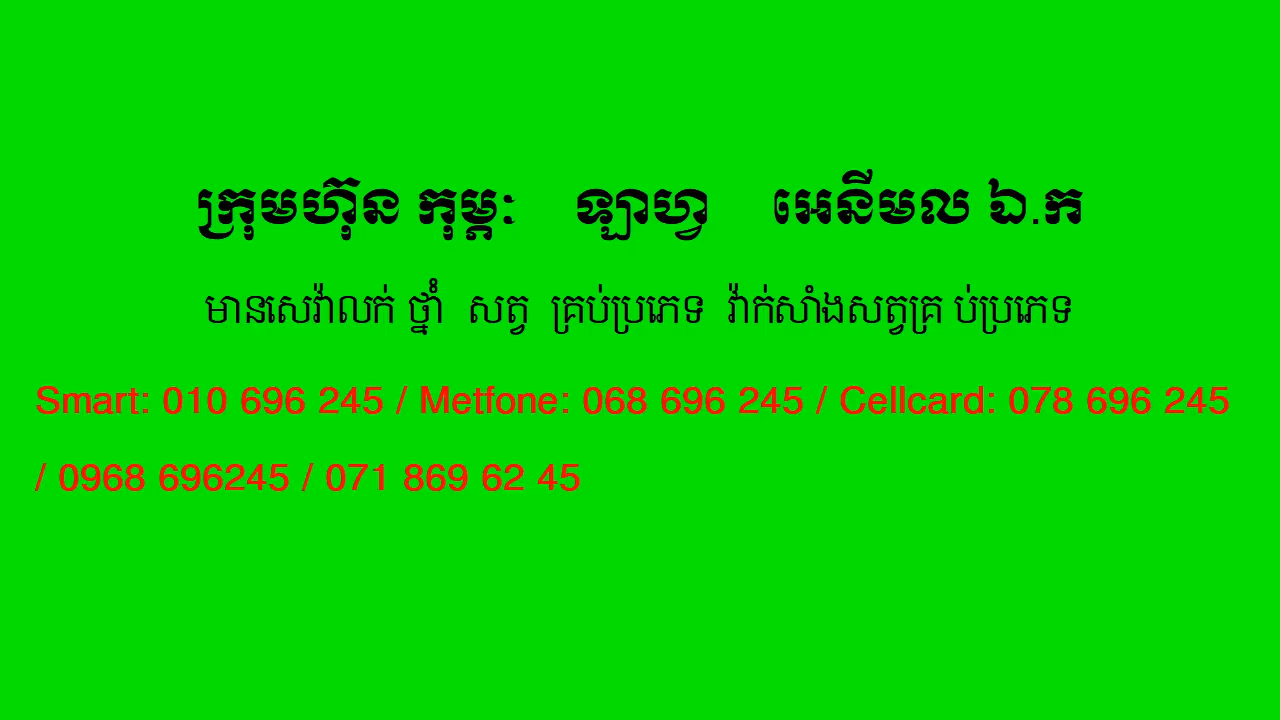 ក្រុមហ៊ុន កុម្ភៈ ឡាហ្វ អេនីមល ឯ.ក
មានសេវ៉ាលក់ ថ្នាំ សត្វ គ្រប់ប្រភេទ វ៉ាក់សាំងសត្វគ្រ ប់ប្រភេទ
Smart: 010 696 245 / Metfone: 068 696 245 / Cellcard: 078 696 245
/ 0968 696245 / 071 869 62 45